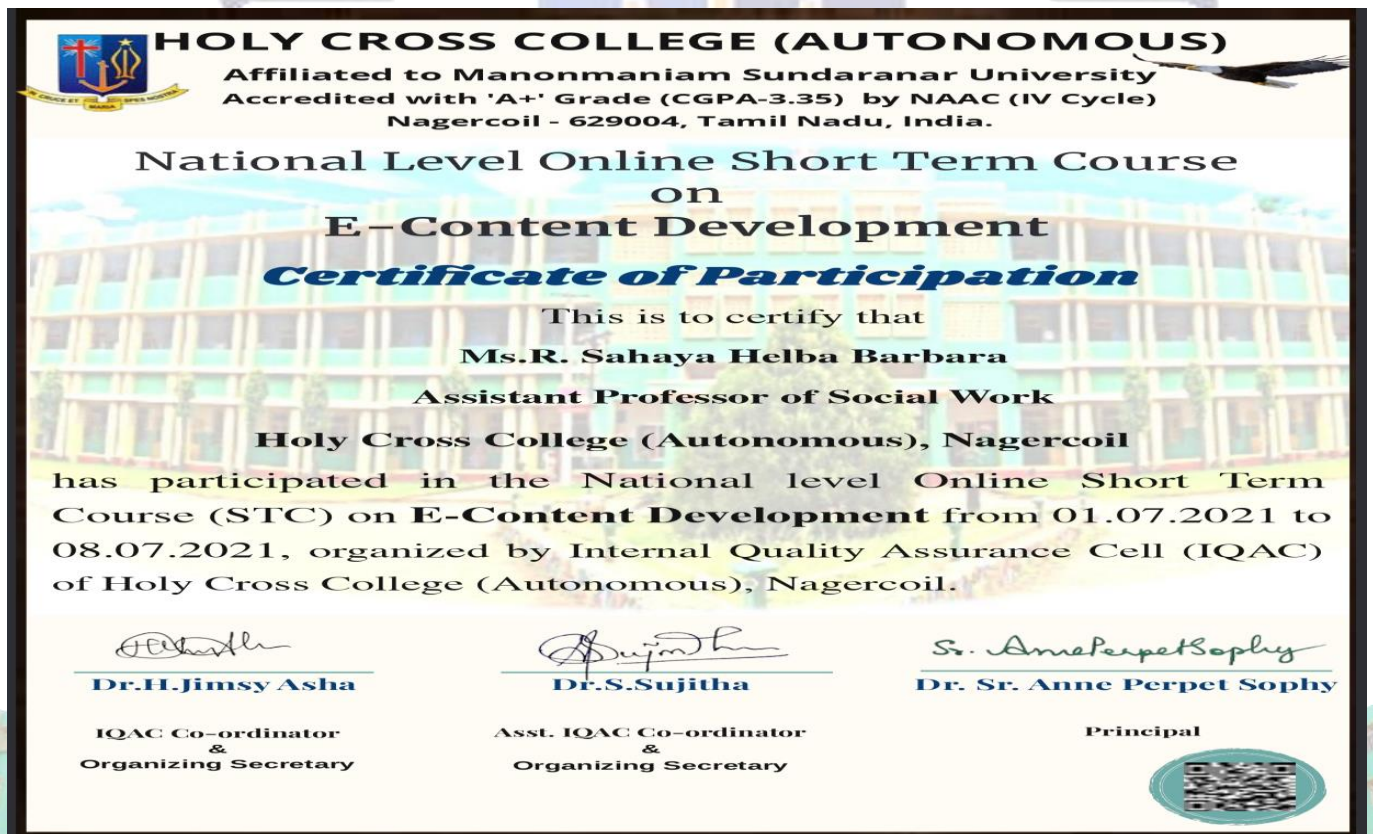 HOLY CROSS COLLEGE (AUTONOMOUS)
Affiliated to Manonmaniam Sundaranar University
Accredited with 'A+' Grade (CGPA-3.35) by NAAC (IV Cycle)
Nagercoil - 629004, Tamil Nadu, India.
National Level Online Short Term Course
on
E-Content Development
Certificate of Participation
This is to certify that
Ms.R. Sahaya Helba Barbara
Assistant Professor of Social Work
Holy Cross College (Autonomous), Nagercoil
has participated in the National level Online Short Term
Course (STC) on E-Content Development from 01.07.2021 to
08.07.2021, organized by Internal Quality Assurance Cell (IQAC)
of Holy Cross College (Autonomous), Nagercoil.
Sr. AnnePerpetSophy
Dr.H.Jimsy Asha Dr.S.Sujitha Dr. Sr. Anne Perpet Sophy
IQAC Co-ordinator Asst. IQAC Co-ordinator Principal
& &
Organizing Secretary Organizing Secretary